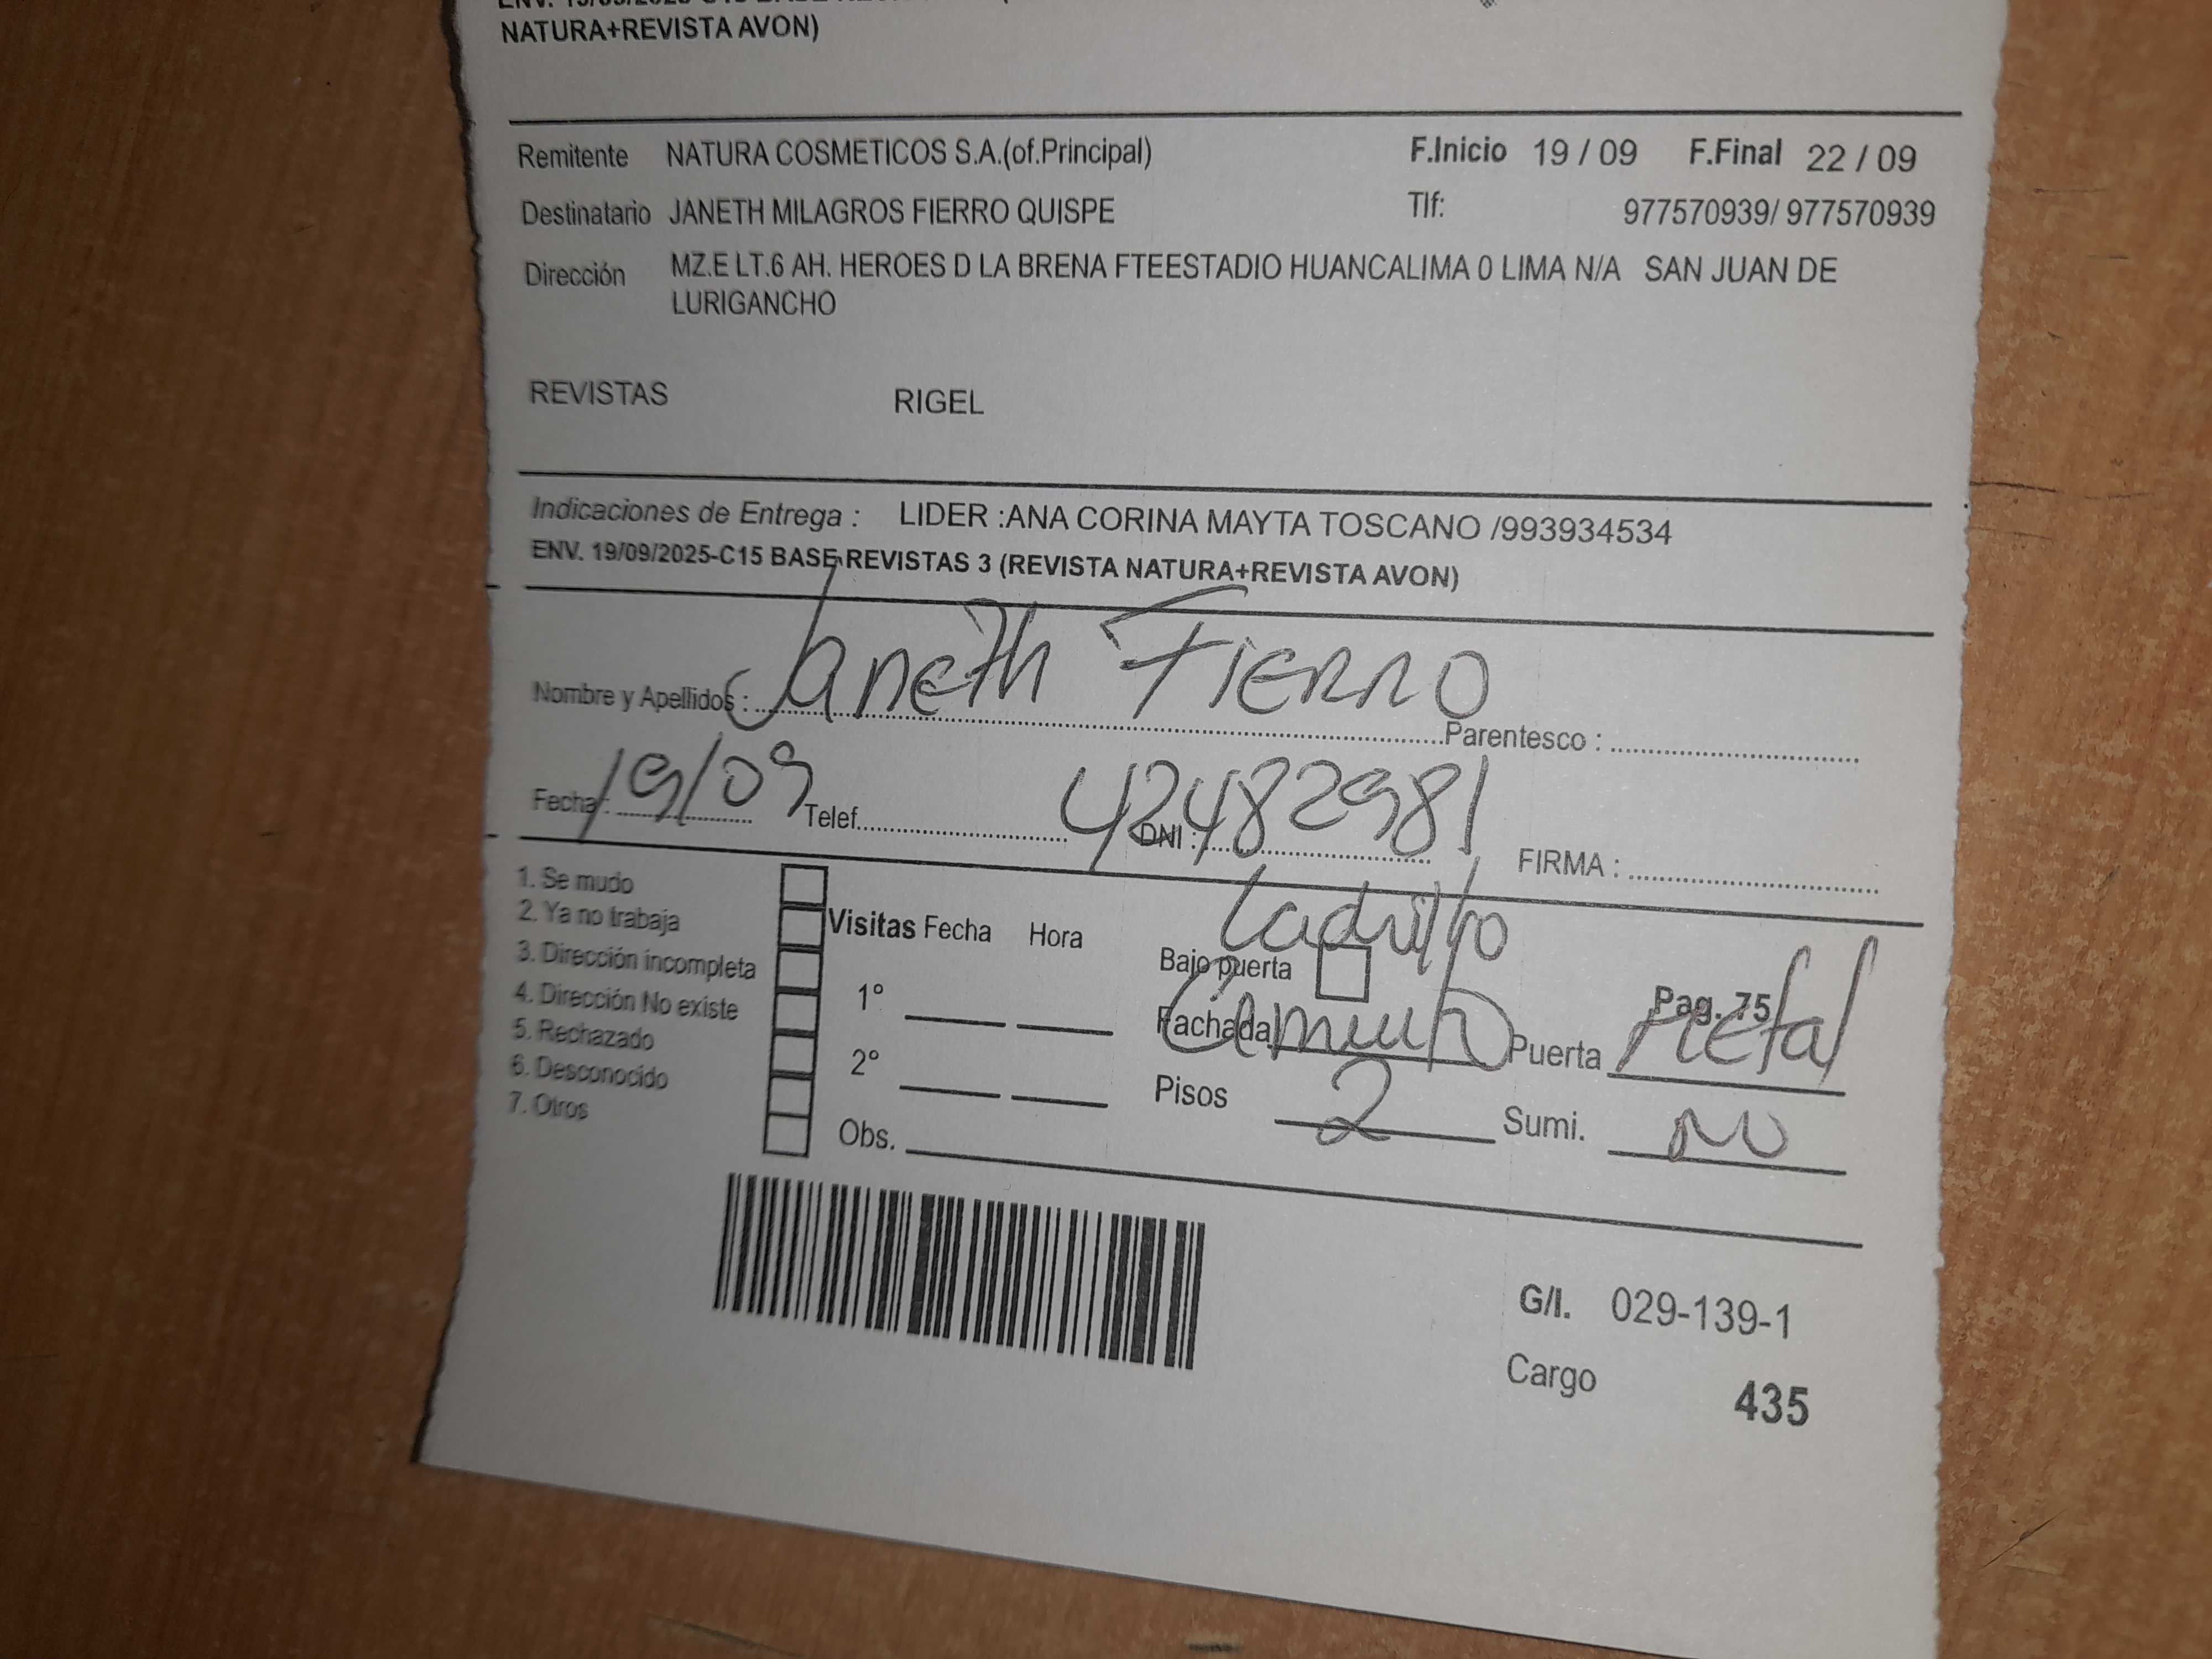 NATURA+REVISTA AVON)
Remitente NATURA COSMETICOS S.A.(of.Principal) F.Inicio 19 / 09 F.Final 22 / 09
Destinatario JANETH MILAGROS FIERRO QUISPE Tlf: 977570939/ 977570939
Dirección MZ.E LT.6 AH. HEROES D LA BRENA FTEESTADIO HUANCALIMA 0 LIMA N/A SAN JUAN DE
LURIGANCHO
REVISTAS RIGEL
Indicaciones de Entrega : LIDER :ANA CORINA MAYTA TOSCANO /993934534
ENV. 19/09/2025-C15 BASE REVISTAS 3 (REVISTA NATURA+REVISTA AVON)
Nombre y Apellidos : Janeth Fierro Parentesco :
Fecha : 19/09 Telef. DNI : 42482981 FIRMA :
1. Se mudo
2. Ya no trabaja
3. Dirección incompleta
4. Dirección No existe
5. Rechazado
6. Desconocido
7. Otros
Visitas Fecha Hora
1°
2°
Obs.
Ladrillo
Bajo puerta
Pag. 75
Fachada Puerta Metal
Pisos 2 Sumi. NO
G/I. 029-139-1
Cargo 435